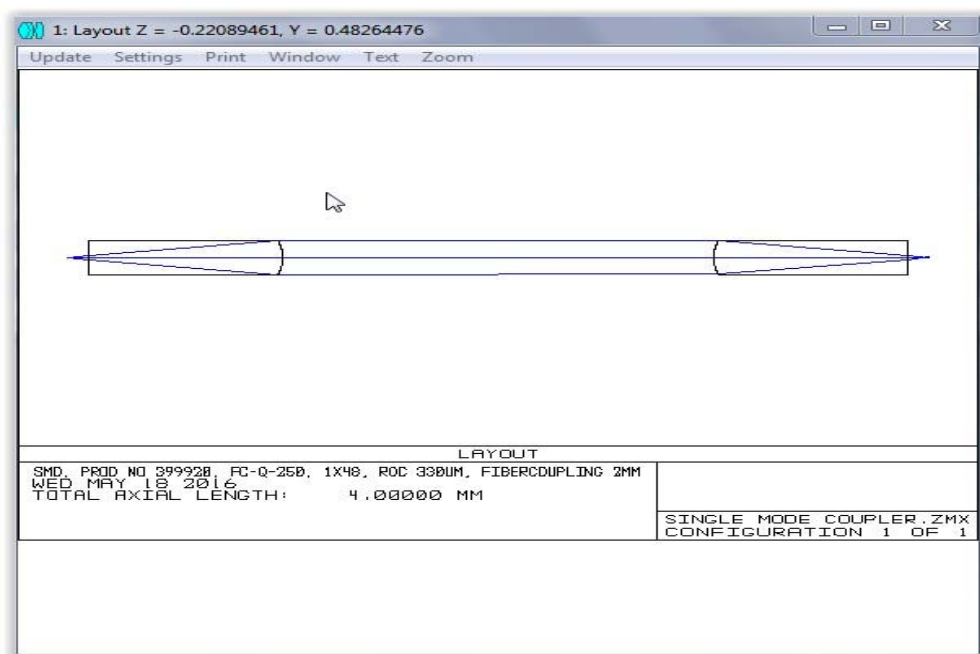 1: Layout Z = -0.22089461, Y = 0.48264476
Update Settings Print Window Text Zoom
LAYOUT
SMD, PROD NO 399920, FC-Q-250, 1X48, ROC 330UM, FIBERCOUPLING 2MM
WED MAY 18 2016
TOTAL AXIAL LENGTH: 4.00000 MM
SINGLE MODE COUPLER.ZMX
CONFIGURATION 1 OF 1